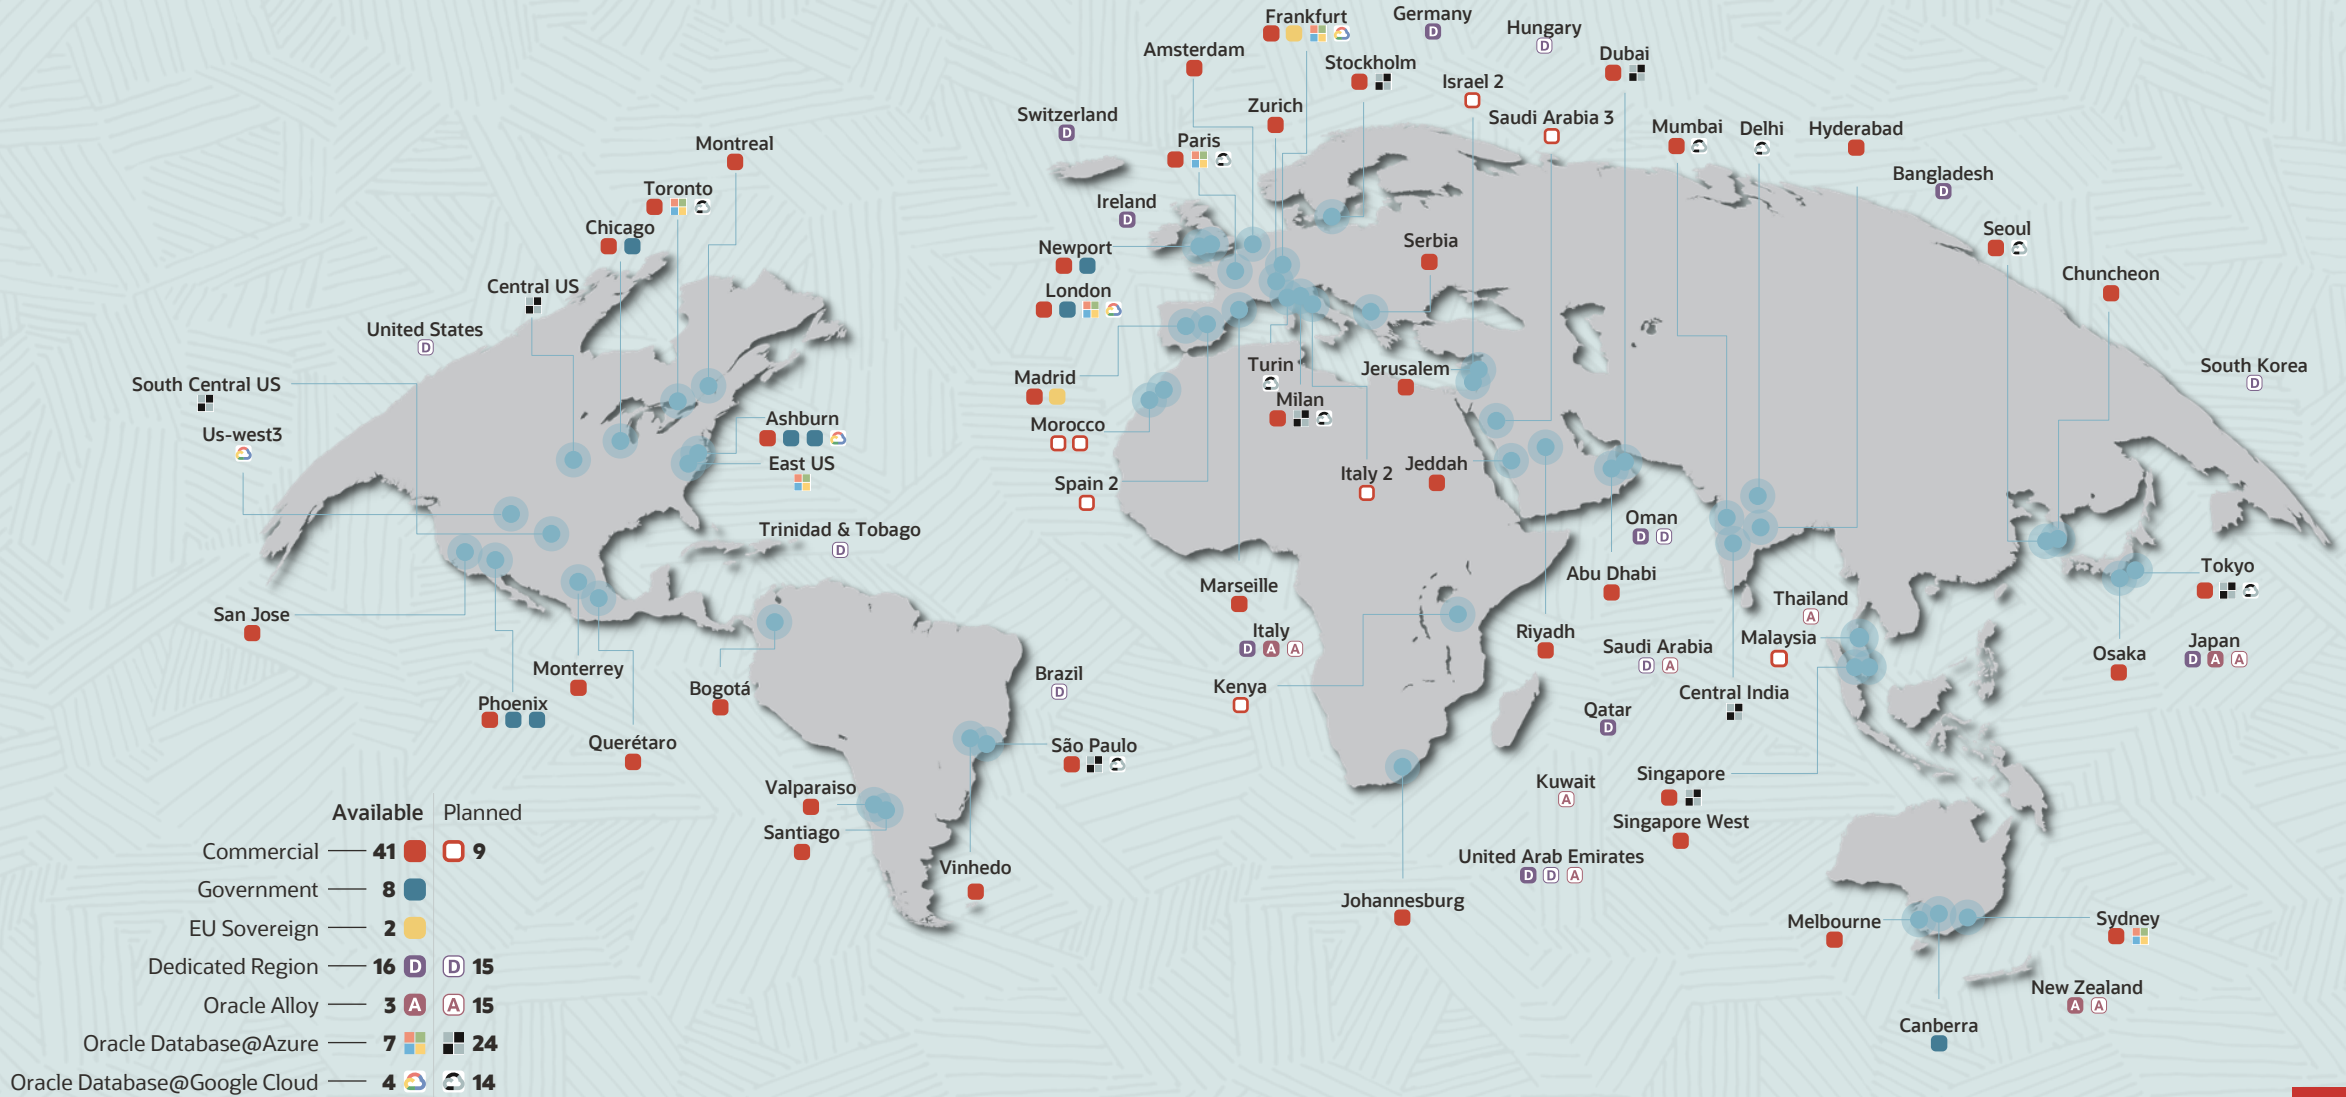 Frankfurt
Germany
Hungary
Amsterdam
Stockholm
Dubai
Israel 2
Switzerland
D
Zurich
Saudi Arabia 3
Mumbai
Delhi
Hyderabad
Montreal
Paris
Bangladesh
D
Toronto
Ireland
D
Chicago
Newport
Serbia
Seoul
Central US
London
Chuncheon
United States
D
South Central US
Madrid
Turin
Jerusalem
South Korea
D
Us-west3
Ashburn
Morocco
Milan
East US
Spain 2
Italy 2
Jeddah
Trinidad & Tobago
D
Oman
D D
Marseille
Abu Dhabi
Tokyo
San Jose
Thailand
A
Italy
D A A
Riyadh
Malaysia
Saudi Arabia
D A
Osaka
Japan
D A A
Monterrey
Bogotá
Brazil
D
Kenya
Central India
Phoenix
Qatar
D
Querétaro
São Paulo
Valparaiso
Kuwait
A
Singapore
Santiago
Singapore West
Vinhedo
United Arab Emirates
D D A
Johannesburg
Melbourne
Sydney
New Zealand
A A
Canberra
D
D
Available Planned
Commercial 41 9
Government 8
EU Sovereign 2
Dedicated Region 16 D D 15
Oracle Alloy 3 A A 15
Oracle Database@Azure 7 24
Oracle Database@Google Cloud 4 14